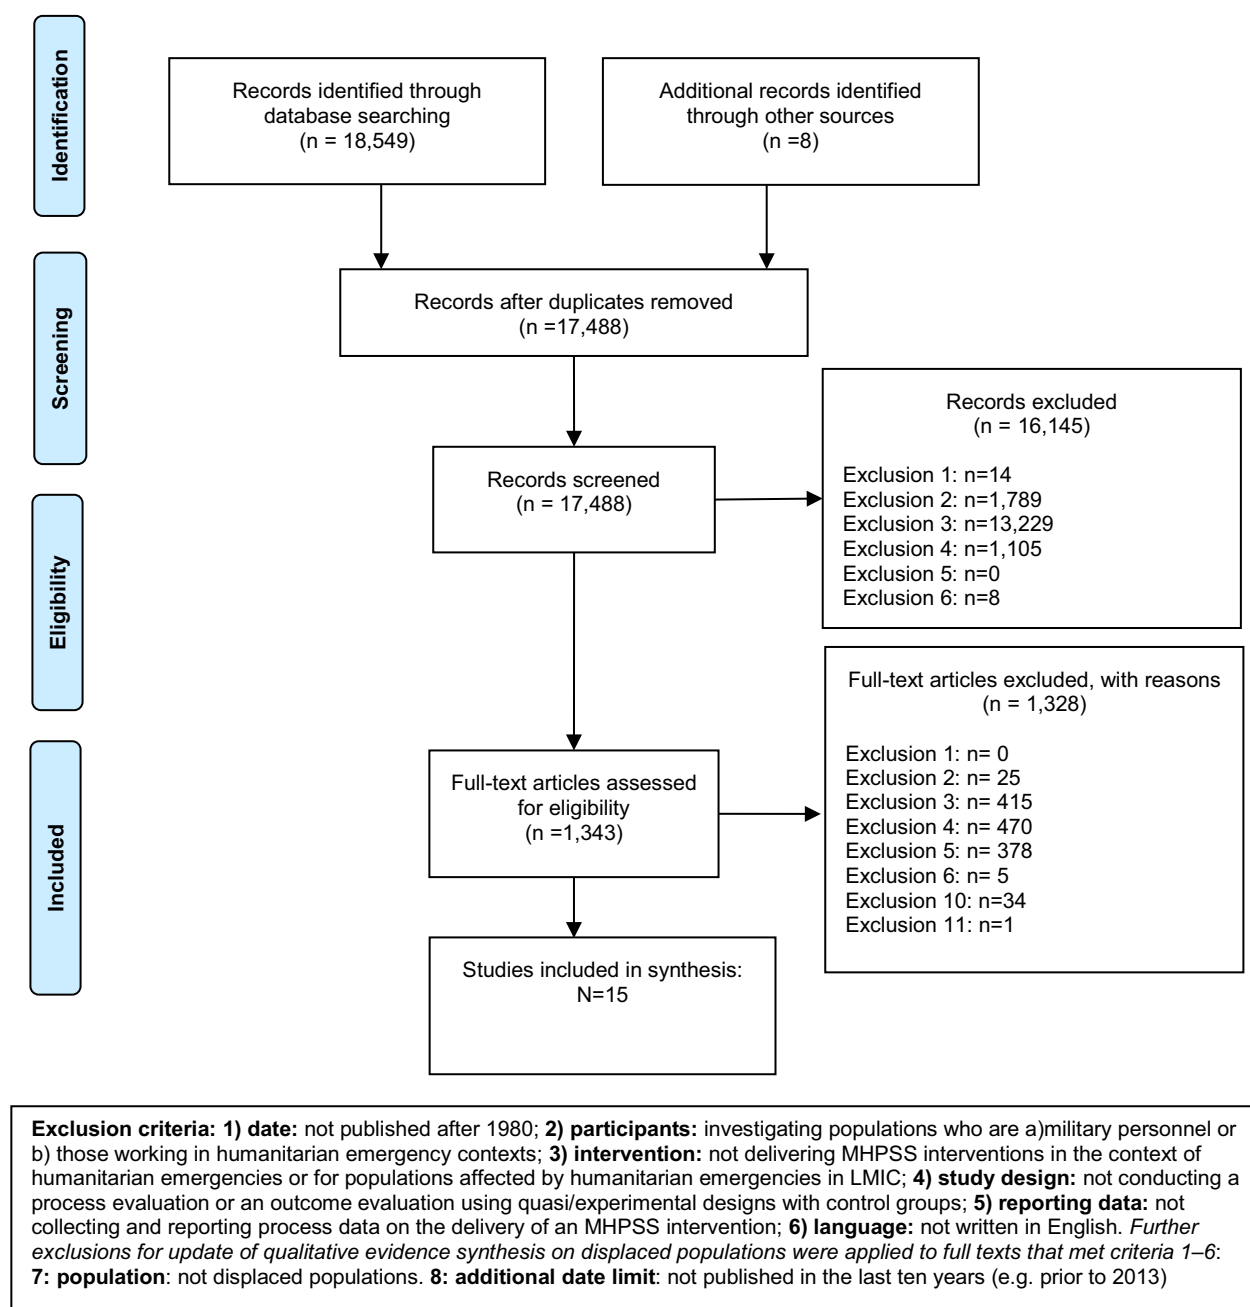 Identification
Records identified through
database searching
(n = 18,549)
Additional records identified
through other sources
(n =8)
Screening
Records after duplicates removed
(n =17,488)
Records screened
(n = 17,488)
Records excluded
(n = 16,145)
Exclusion 1: n=14
Exclusion 2: n=1,789
Exclusion 3: n=13,229
Exclusion 4: n=1,105
Exclusion 5: n=0
Exclusion 6: n=8
Eligibility
Full-text articles assessed
for eligibility
(n =1,343)
Full-text articles excluded, with reasons
(n = 1,328)
Exclusion 1: n= 0
Exclusion 2: n= 25
Exclusion 3: n= 415
Exclusion 4: n= 470
Exclusion 5: n= 378
Exclusion 6: n= 5
Exclusion 10: n=34
Exclusion 11: n=1
Included
Studies included in synthesis:
N=15
Exclusion criteria: 1) date: not published after 1980; 2) participants: investigating populations who are a)military personnel or
b) those working in humanitarian emergency contexts; 3) intervention: not delivering MHPSS interventions in the context of
humanitarian emergencies or for populations affected by humanitarian emergencies in LMIC; 4) study design: not conducting a
process evaluation or an outcome evaluation using quasi/experimental designs with control groups; 5) reporting data: not
collecting and reporting process data on the delivery of an MHPSS intervention; 6) language: not written in English. Further
exclusions for update of qualitative evidence synthesis on displaced populations were applied to full texts that met criteria 1–6:
7: population: not displaced populations. 8: additional date limit: not published in the last ten years (e.g. prior to 2013)